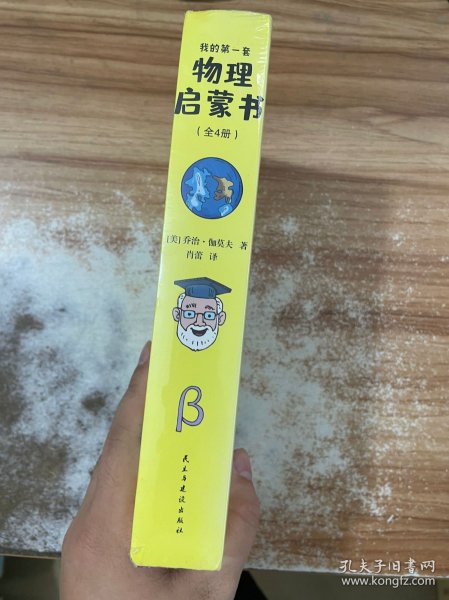 我的第一套
物理
启蒙书
（全4册）
[美]乔治·伽莫夫 著
肖蕾 译
β
民主与建设出版社
孔夫子旧书网
www.kongfz.com